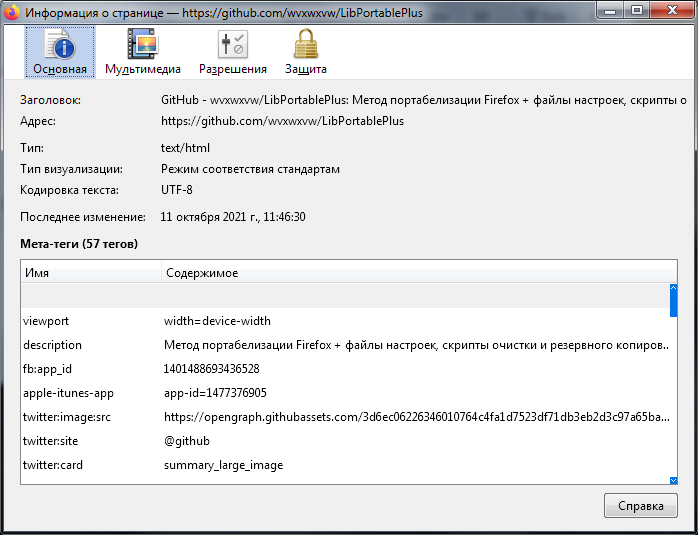 Информация о странице — https://github.com/wvxwxvw/LibPortablePlus
Основная Мультимедиа Разрешения Защита
Заголовок: GitHub - wvxwxvw/LibPortablePlus: Метод портабелизации Firefox + файлы настроек, скрипты о
Адрес: https://github.com/wvxwxvw/LibPortablePlus
Тип: text/html
Тип визуализации: Режим соответствия стандартам
Кодировка текста: UTF-8
Последнее изменение: 11 октября 2021 г., 11:46:30
Мета-теги (57 тегов)
Имя Содержимое
viewport width=device-width
description Метод портабелизации Firefox + файлы настроек, скрипты очистки и резервного копиров...
fb:app_id 1401488693436528
apple-itunes-app app-id=1477376905
twitter:image:src https://opengraph.githubassets.com/3d6ec06226346010764c4fa1d7523df71db3eb2d3c97a65ba...
twitter:site @github
twitter:card summary_large_image
Справка